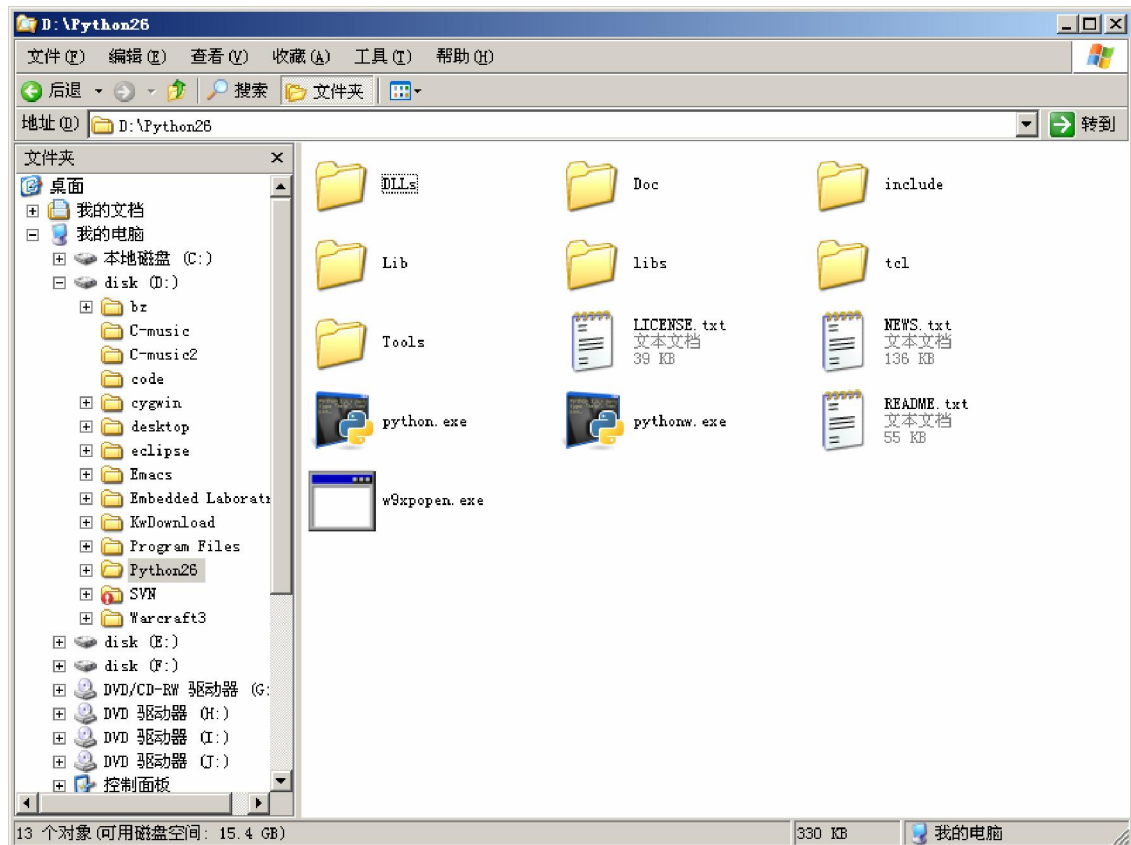 D:\Python26
文件(F) 编辑(E) 查看(V) 收藏(A) 工具(T) 帮助(H)
后退 搜索 文件夹
地址(D) D:\Python26 转到
文件夹
桌面
我的文档
我的电脑
本地磁盘 (C:)
disk (D:)
bz
C-music
C-music2
code
cygwin
desktop
eclipse
Emacs
Embedded Laborat
KwDownload
Program Files
Python26
SVN
Warcraft3
disk (E:)
disk (F:)
DVD/CD-RW 驱动器 (G:
DVD 驱动器 (H:)
DVD 驱动器 (I:)
DVD 驱动器 (J:)
控制面板
DLLs
Doc
include
Lib
libs
tcl
Tools
LICENSE.txt
文本文档
39 KB
NEWS.txt
文本文档
136 KB
python.exe
pythonw.exe
README.txt
文本文档
55 KB
w9xpopen.exe
13 个对象(可用磁盘空间: 15.4 GB) 330 KB 我的电脑